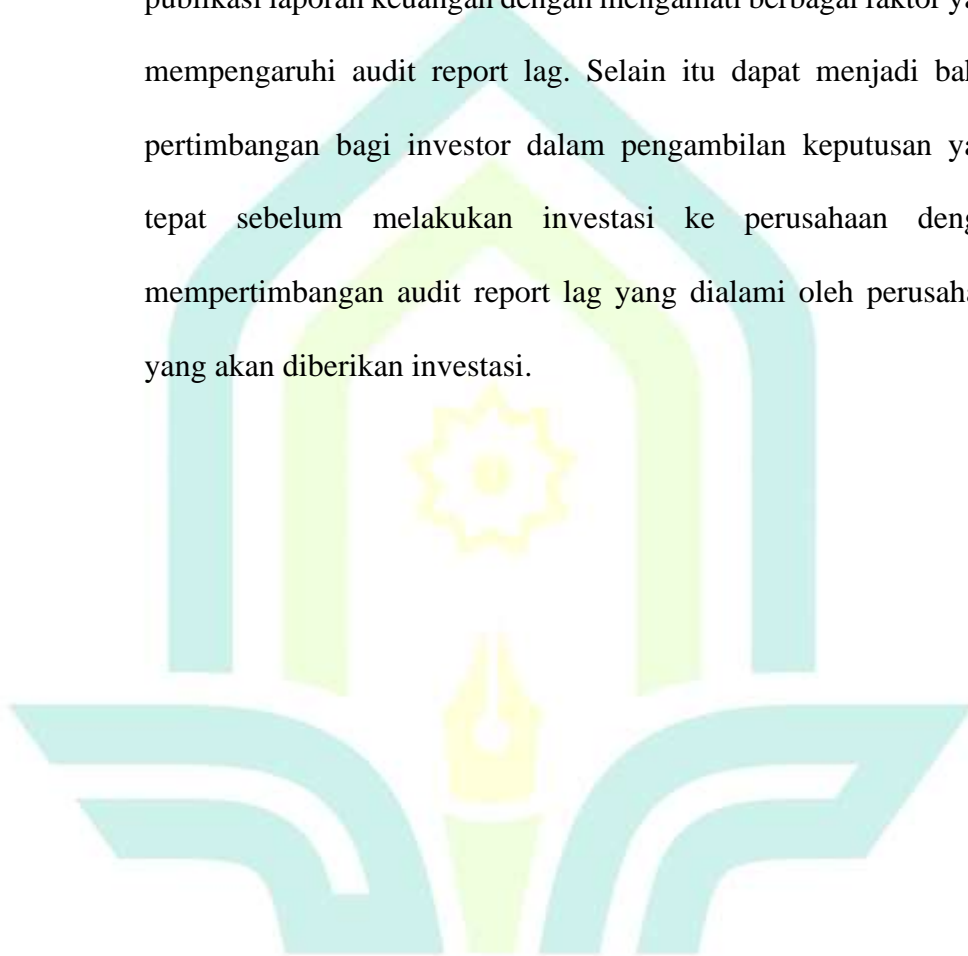 publikasi laporan keuangan dengan mengamati berbagai faktor ya
mempengaruhi audit report lag. Selain itu dapat menjadi bah
pertimbangan bagi investor dalam pengambilan keputusan ya
tepat sebelum melakukan investasi ke perusahaan deng
mempertimbangan audit report lag yang dialami oleh perusaha
yang akan diberikan investasi.